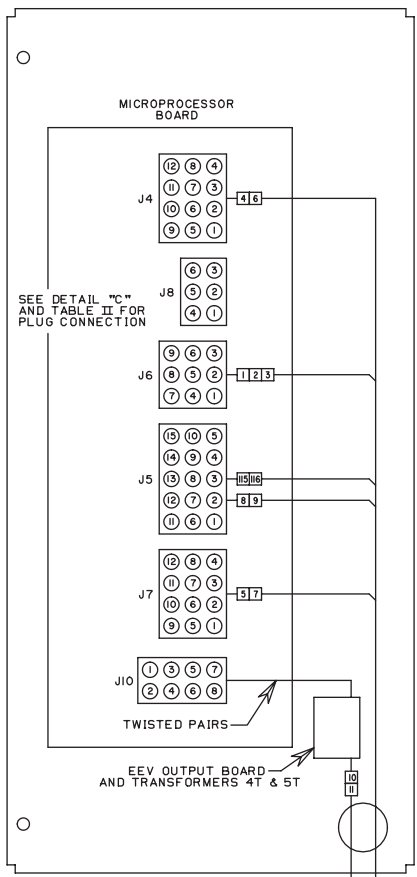 MICROPROCESSOR
BOARD
12 8 4
11 7 3
J4
4 6
10 6 2
9 5 1
6 3
J8
5 2
4 1
SEE DETAIL "C"
AND TABLE II FOR
PLUG CONNECTION
9 6 3
J6
8 5 2
1 2 3
7 4 1
15 10 5
14 9 4
J5
13 8 3
115 116
12 7 2
8 9
11 6 1
12 8 4
11 7 3
J7
5 7
10 6 2
9 5 1
J10
1 3 5 7
2 4 6 8
TWISTED PAIRS
EEV OUTPUT BOARD
AND TRANSFORMERS 4T & 5T
10
11